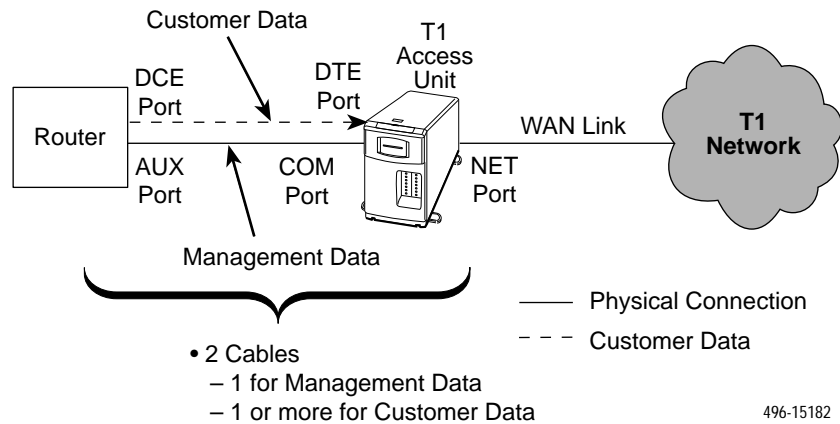 Customer Data
T1
Access
Unit
DCE
Port
DTE
Port
Router
WAN Link
T1
Network
AUX
Port
COM
Port
NET
Port
Management Data
Physical Connection
Customer Data
• 2 Cables
– 1 for Management Data
– 1 or more for Customer Data
496-15182